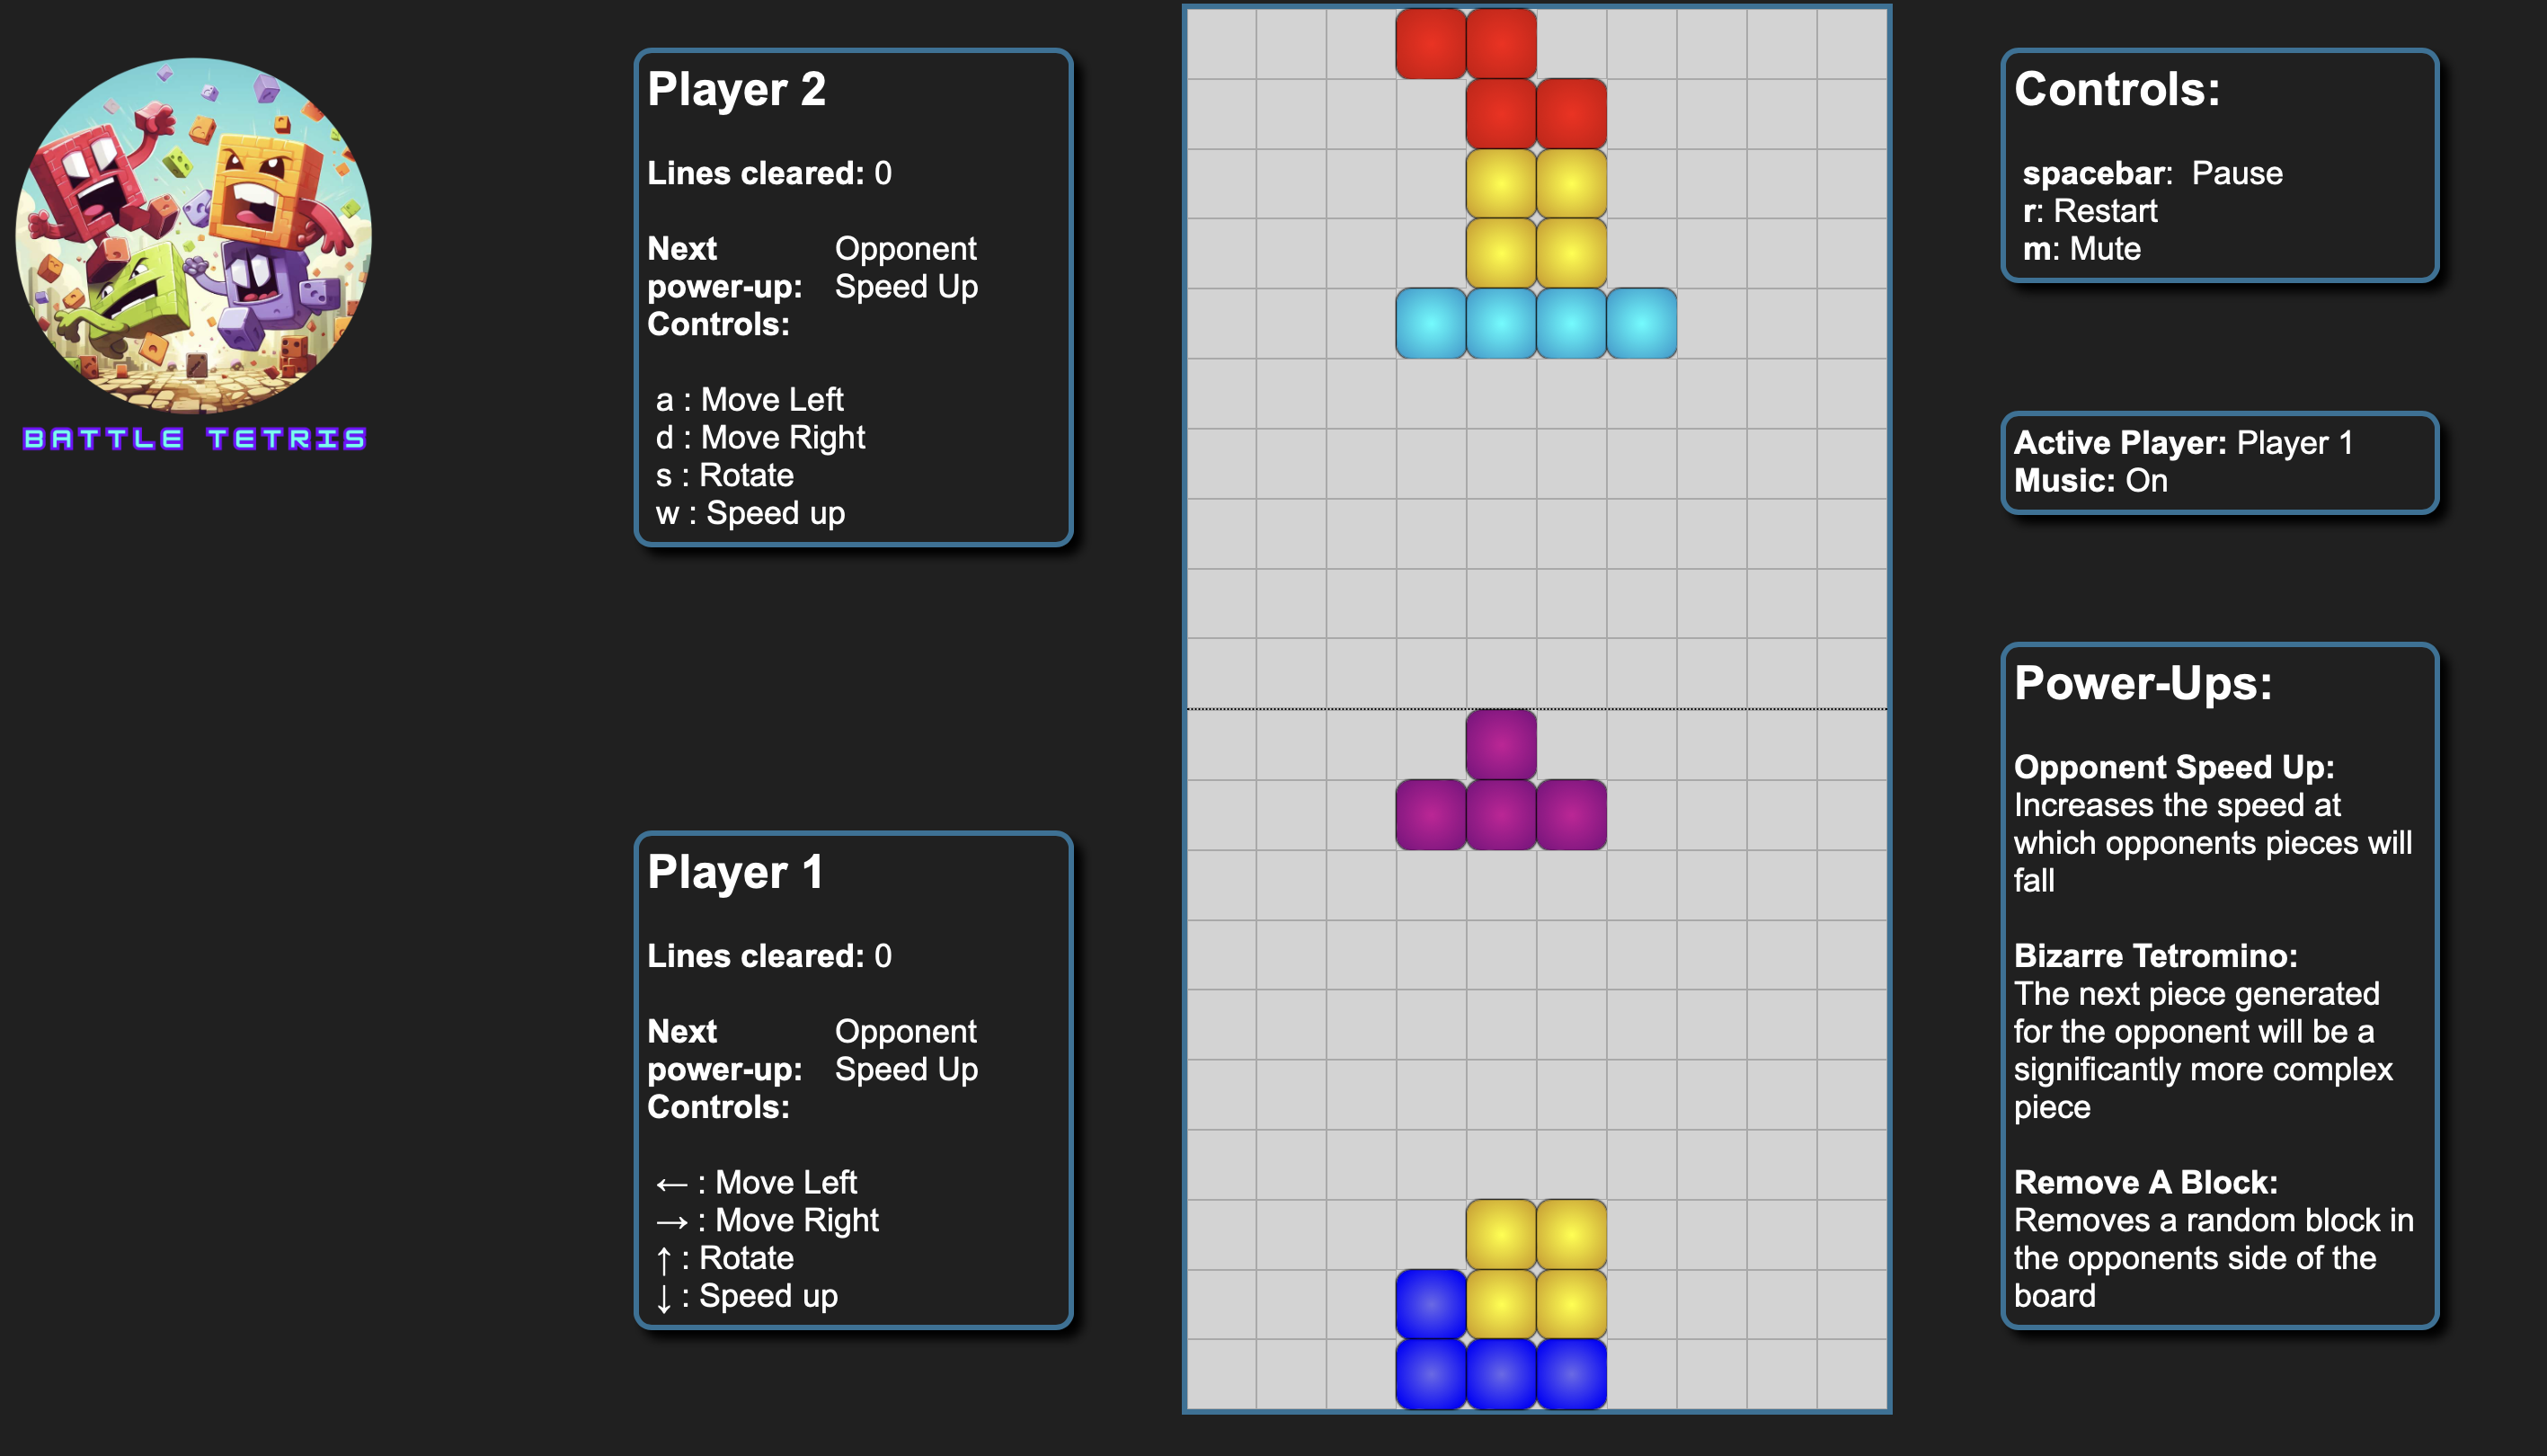 BATTLE TETRIS
Player 2
Lines cleared: 0
Next power-up: Opponent Speed Up
Controls:
a : Move Left
d : Move Right
s : Rotate
w : Speed up
Player 1
Lines cleared: 0
Next power-up: Opponent Speed Up
Controls:
← : Move Left
→ : Move Right
↑ : Rotate
↓ : Speed up
Controls:
spacebar: Pause
r: Restart
m: Mute
Active Player: Player 1
Music: On
Power-Ups:
Opponent Speed Up:
Increases the speed at
which opponents pieces will
fall
Bizarre Tetromino:
The next piece generated
for the opponent will be a
significantly more complex
piece
Remove A Block:
Removes a random block in
the opponents side of the
board